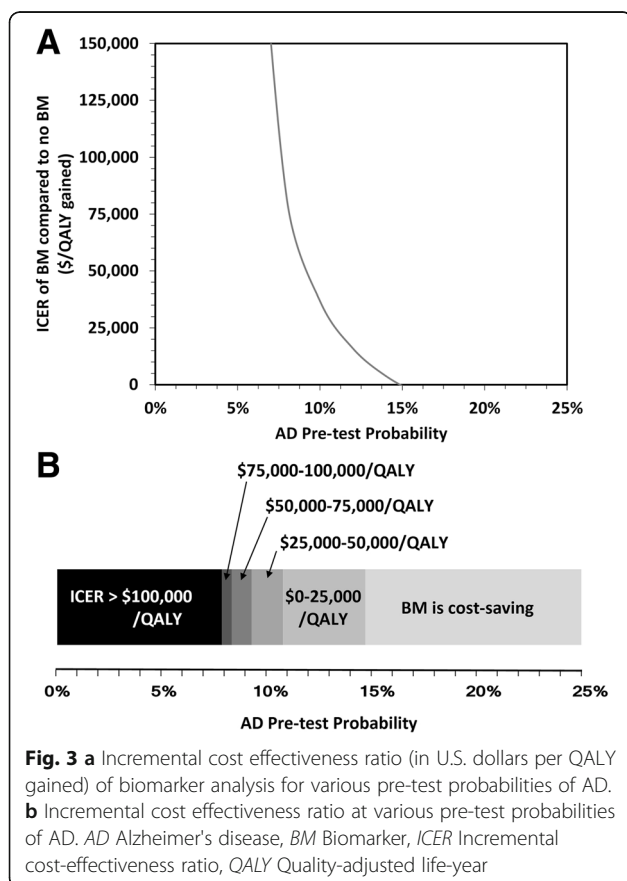 A
150,000
125,000
100,000
75,000
50,000
25,000
0
ICER of BM compared to no BM
($/QALY gained)
0% 5% 10% 15% 20% 25%
AD Pre-test Probability
B
$75,000-100,000/QALY
$50,000-75,000/QALY
$25,000-50,000/QALY
ICER > $100,000
/QALY
$0-25,000
/QALY
BM is cost-saving
0% 5% 10% 15% 20% 25%
AD Pre-test Probability
Fig. 3 a Incremental cost effectiveness ratio (in U.S. dollars per QALY
gained) of biomarker analysis for various pre-test probabilities of AD.
b Incremental cost effectiveness ratio at various pre-test probabilities
of AD. AD Alzheimer's disease, BM Biomarker, ICER Incremental
cost-effectiveness ratio, QALY Quality-adjusted life-year